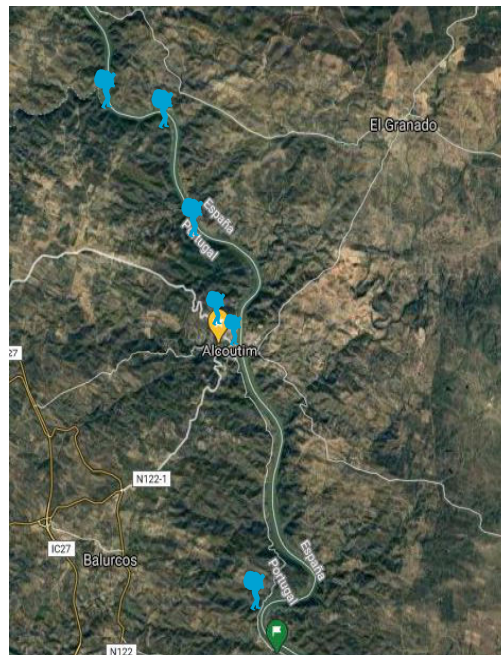 El Granado
España
Portugal
Alcoutim
27
N122-1
IC27
Balurcos
España
Portugal
N122